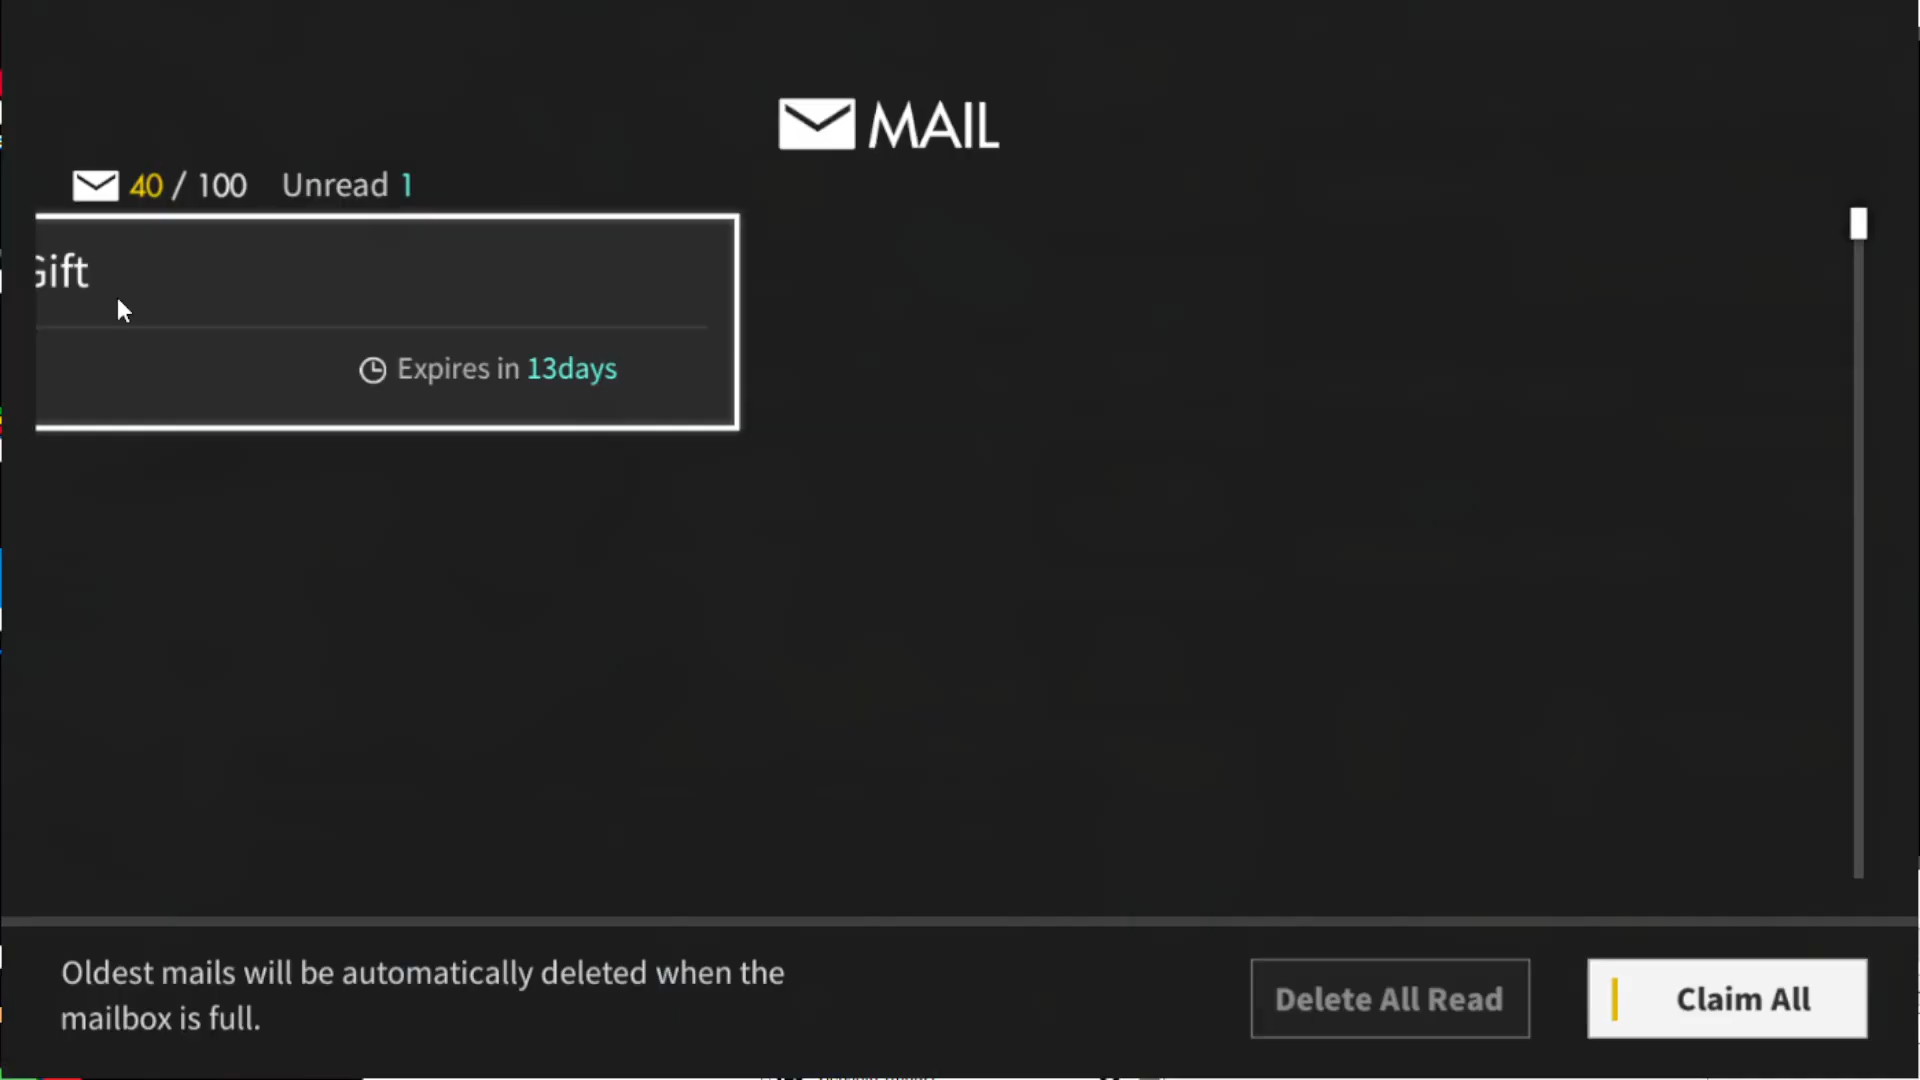 MAIL
40 / 100 Unread 1
Gift
Expires in 13days
Oldest mails will be automatically deleted when the
mailbox is full.
Delete All Read
Claim All